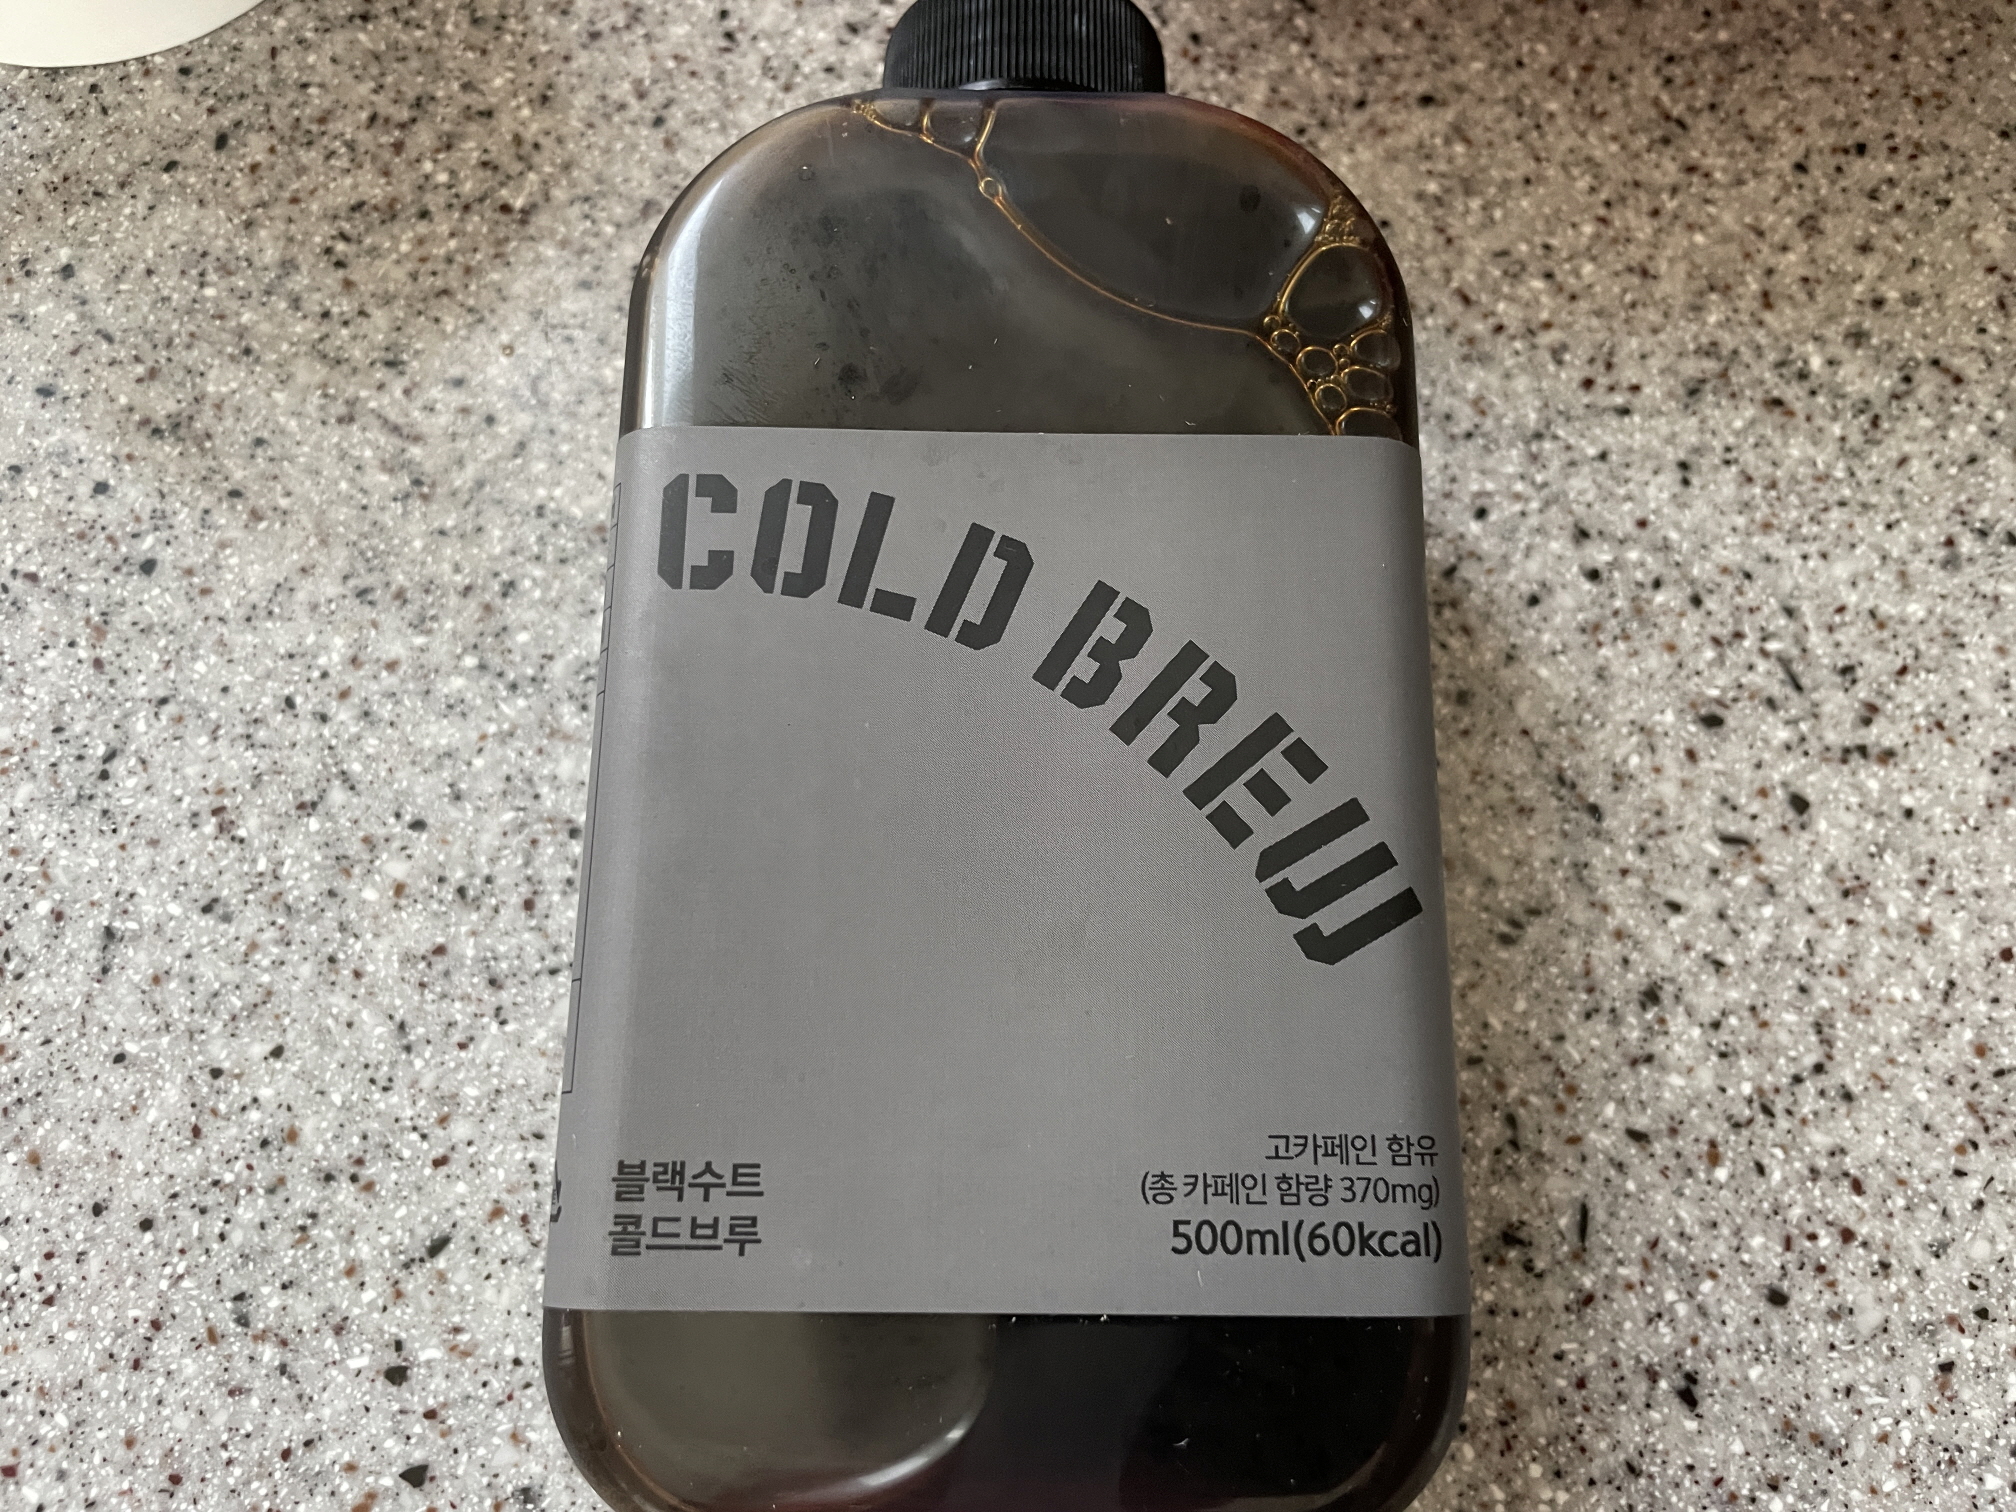 COLD BREW
블랙수트
콜드브루
고카페인 함유
(총 카페인 함량 370mg)
500ml(60kcal)